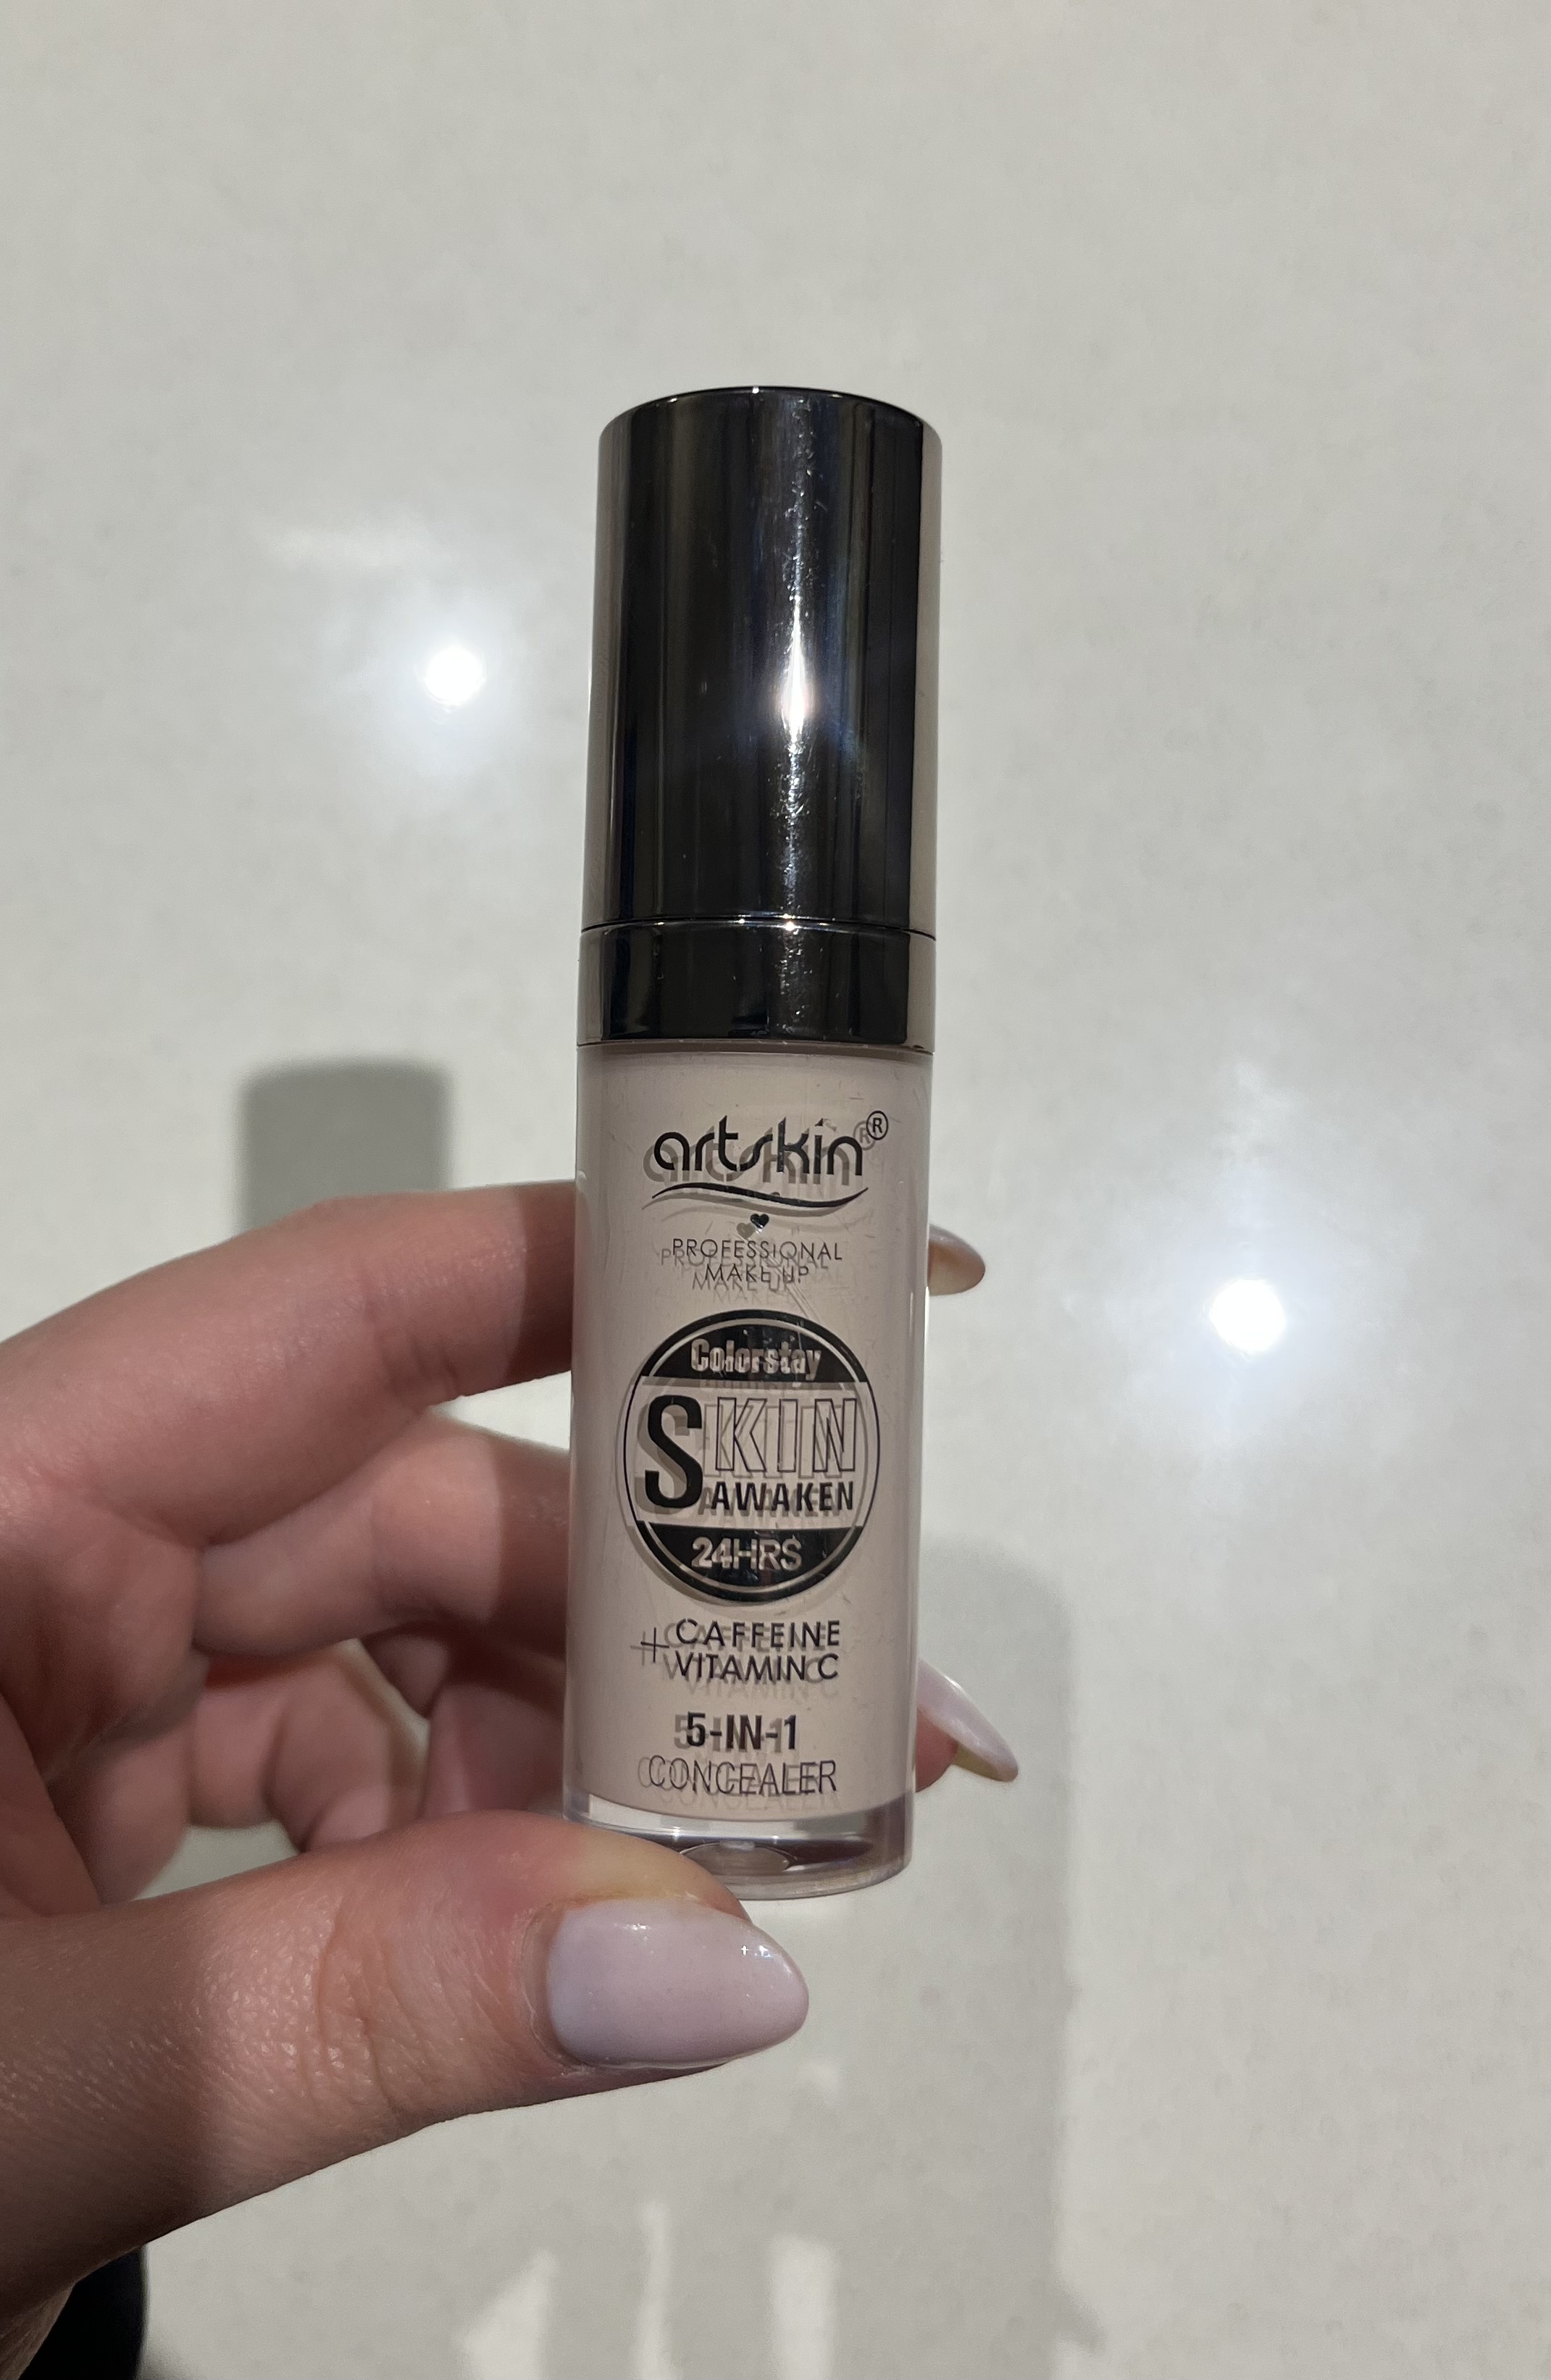 artskin®
PROFESSIONAL
MAKE UP
Colorstay
SKIN
AWAKEN
24HRS
+CAFFEINE
VITAMIN C
5-IN-1
CONCEALER